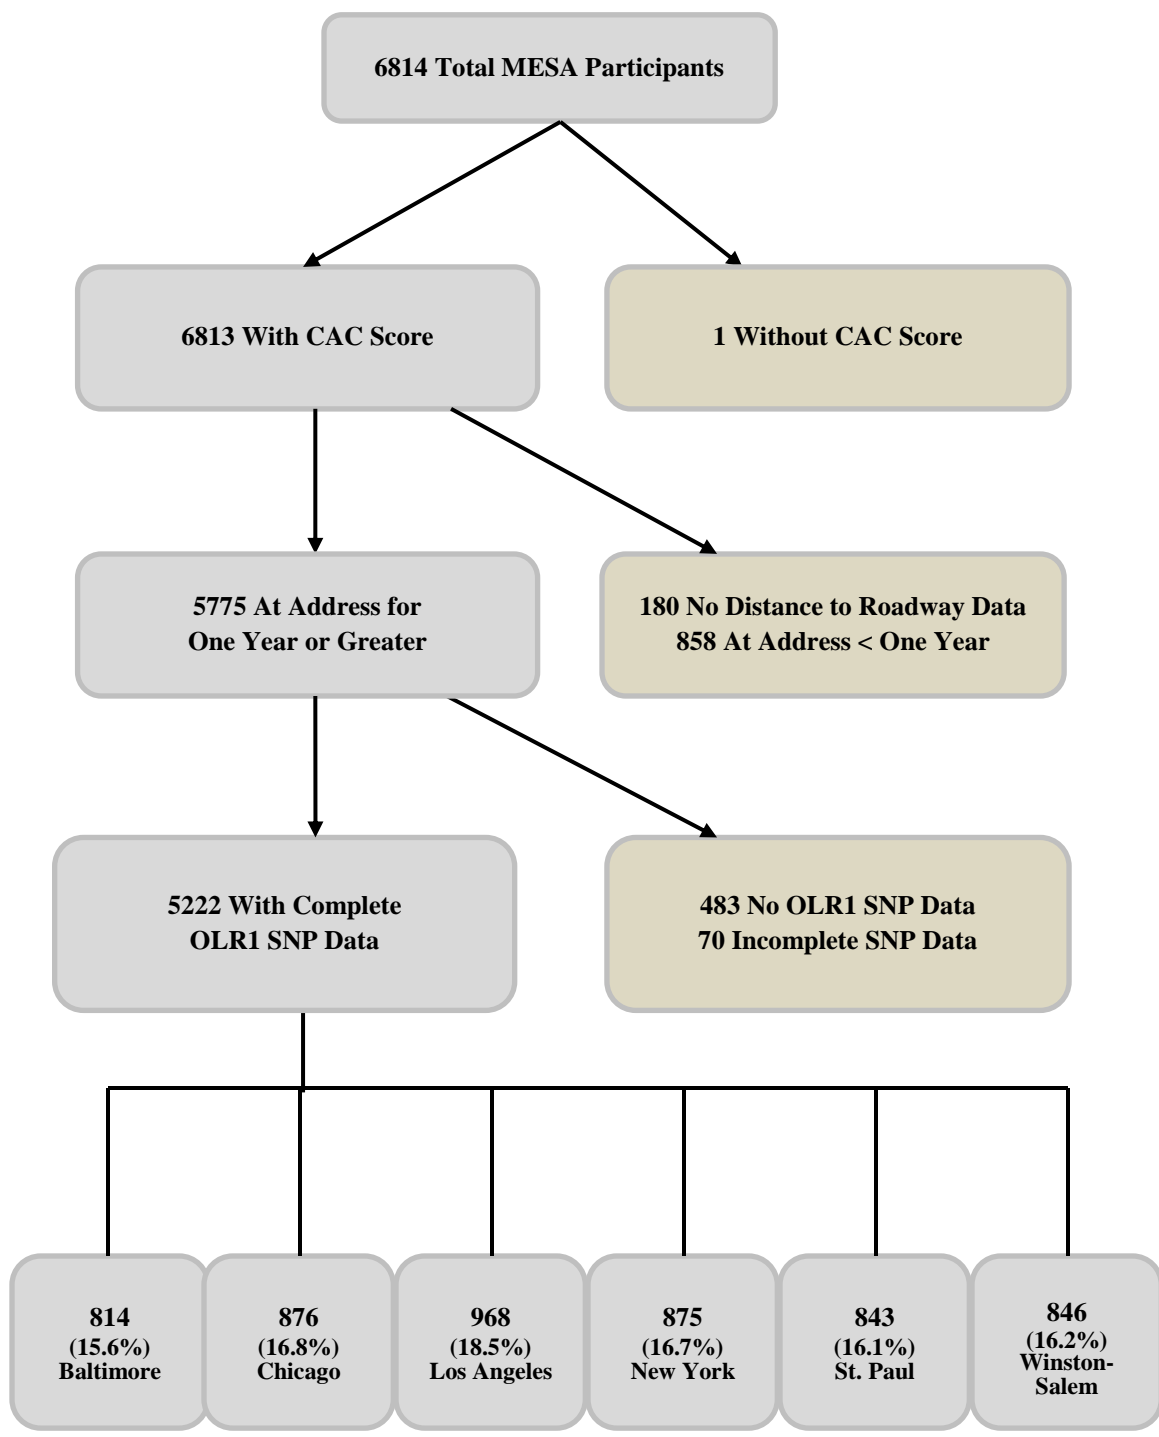 6814 Total MESA Participants
6813 With CAC Score
1 Without CAC Score
5775 At Address for
One Year or Greater
180 No Distance to Roadway Data
858 At Address < One Year
5222 With Complete
OLR1 SNP Data
483 No OLR1 SNP Data
70 Incomplete SNP Data
814
(15.6%)
Baltimore
876
(16.8%)
Chicago
968
(18.5%)
Los Angeles
875
(16.7%)
New York
843
(16.1%)
St. Paul
846
(16.2%)
Winston-
Salem